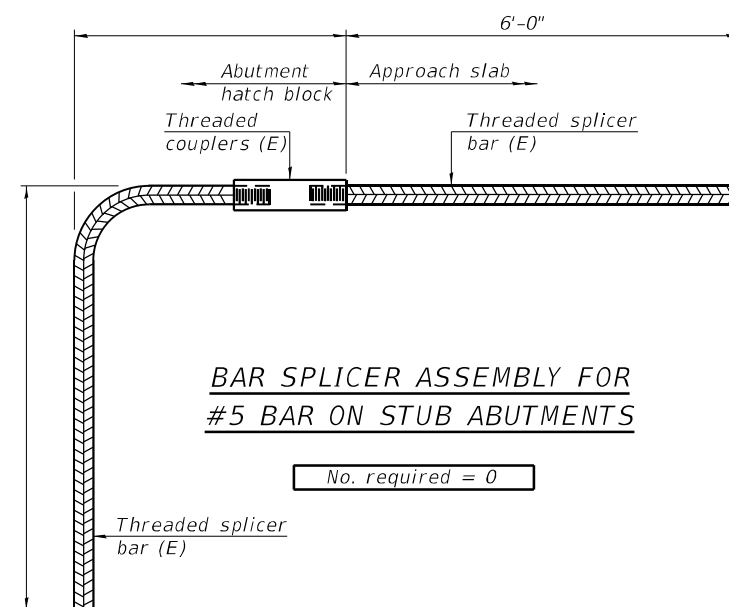 6'-0"
Abutment
hatch block
Approach slab
Threaded
couplers (E)
Threaded splicer
bar (E)
BAR SPLICER ASSEMBLY FOR
#5 BAR ON STUB ABUTMENTS
No. required = 0
Threaded splicer
bar (E)